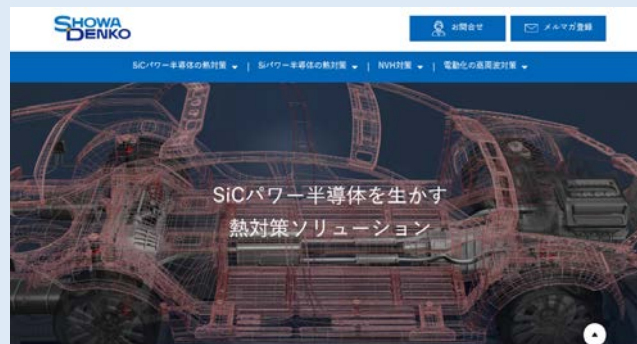 SHOWA
DENKO
お問合せ
メルマガ登録
SiCパワー半導体の熱対策 | Siパワー半導体の熱対策 | NVH対策 | 電動化の高周波対策
SiCパワー半導体を生かす
熱対策ソリューション